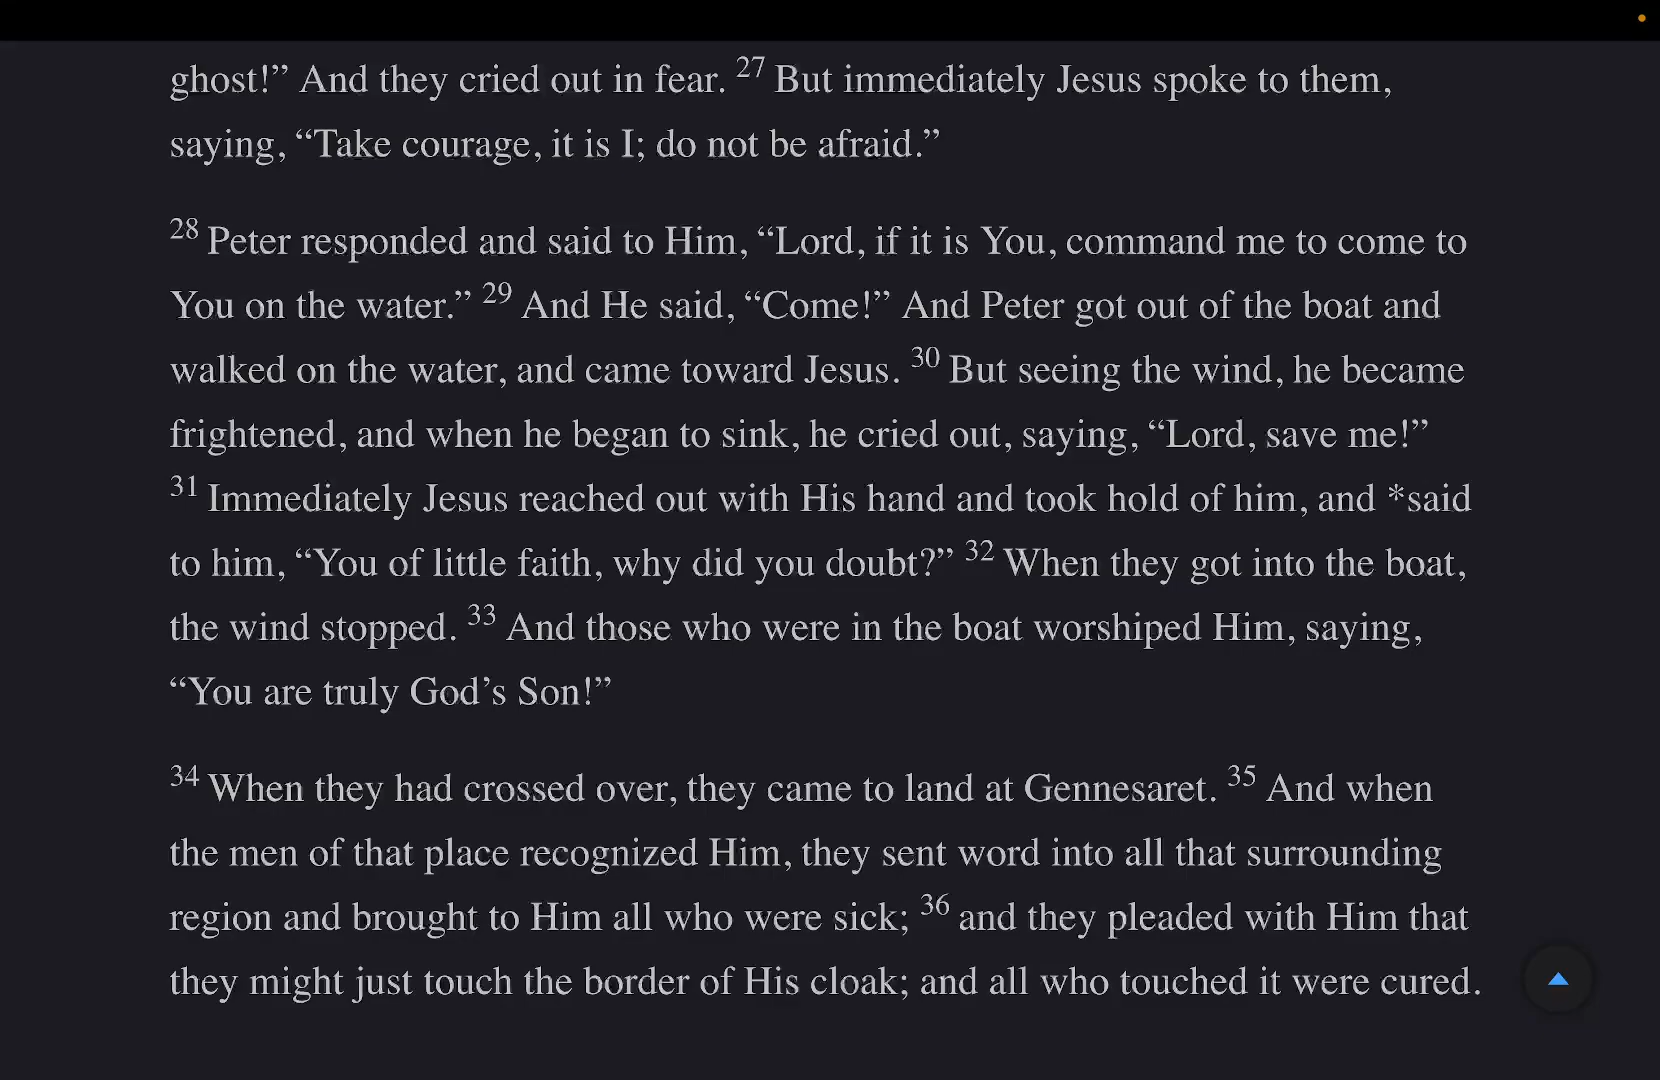 ghost!” And they cried out in fear. 27 But immediately Jesus spoke to them,
saying, “Take courage, it is I; do not be afraid.”
28 Peter responded and said to Him, “Lord, if it is You, command me to come to
You on the water.” 29 And He said, “Come!” And Peter got out of the boat and
walked on the water, and came toward Jesus. 30 But seeing the wind, he became
frightened, and when he began to sink, he cried out, saying, “Lord, save me!”
31 Immediately Jesus reached out with His hand and took hold of him, and *said
to him, “You of little faith, why did you doubt?” 32 When they got into the boat,
the wind stopped. 33 And those who were in the boat worshiped Him, saying,
“You are truly God’s Son!”
34 When they had crossed over, they came to land at Gennesaret. 35 And when
the men of that place recognized Him, they sent word into all that surrounding
region and brought to Him all who were sick; 36 and they pleaded with Him that
they might just touch the border of His cloak; and all who touched it were cured.